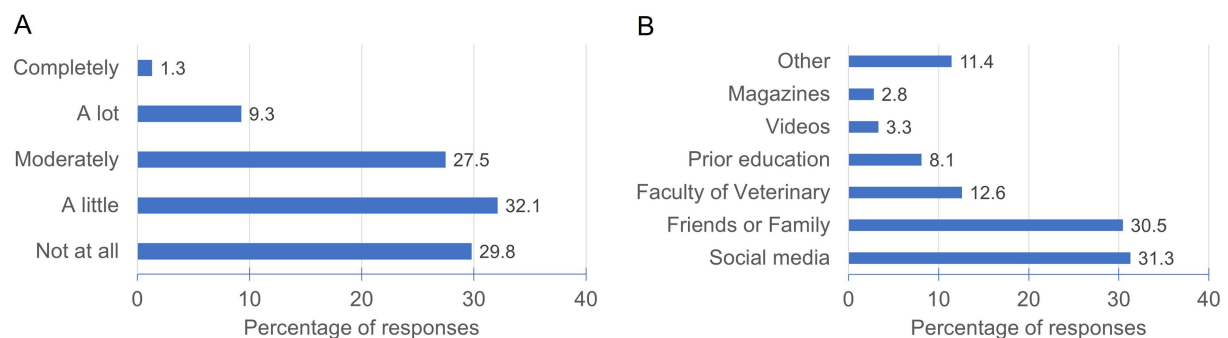 A
Completely 1.3
A lot 9.3
Moderately 27.5
A little 32.1
Not at all 29.8
0 10 20 30 40
Percentage of responses
B
Other 11.4
Magazines 2.8
Videos 3.3
Prior education 8.1
Faculty of Veterinary 12.6
Friends or Family 30.5
Social media 31.3
0 10 20 30 40
Percentage of responses